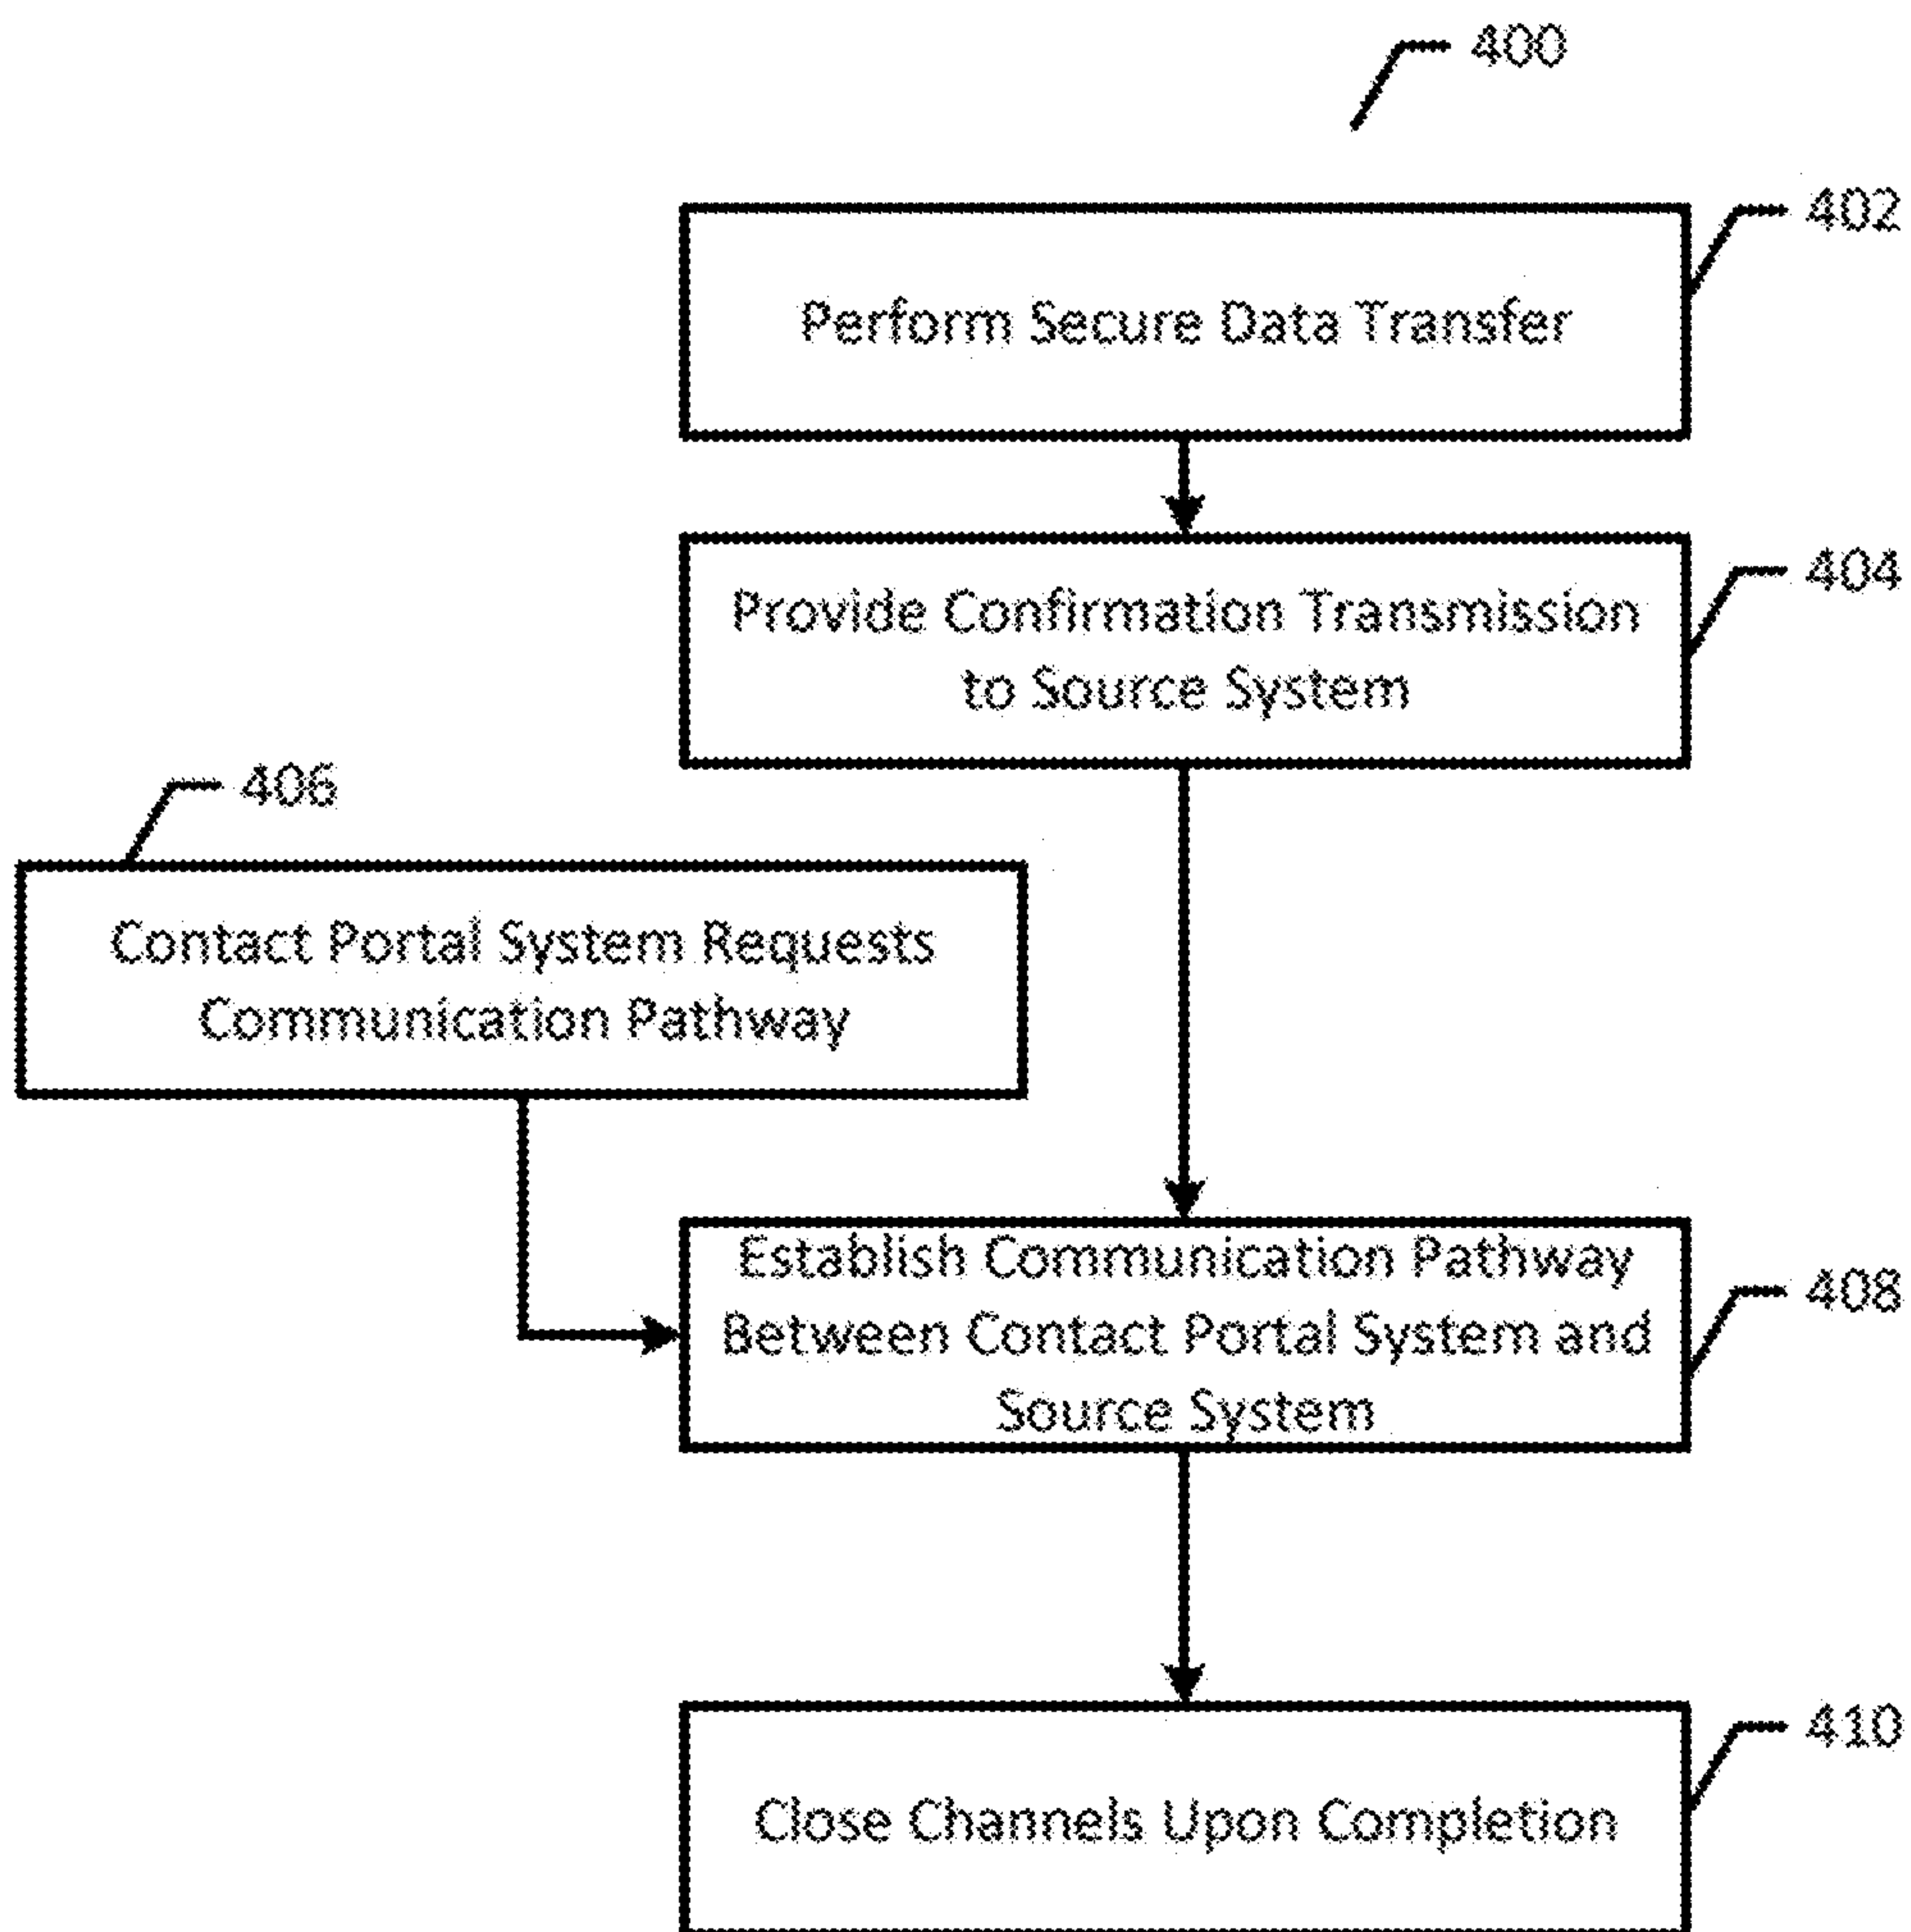 400
402
Perform Secure Data Transfer
404
Provide Confirmation Transmission
to Source System
406
Contact Portal System Requests
Communication Pathway
408
Establish Communication Pathway
Between Contact Portal System and
Source System
410
Close Channels Upon Completion